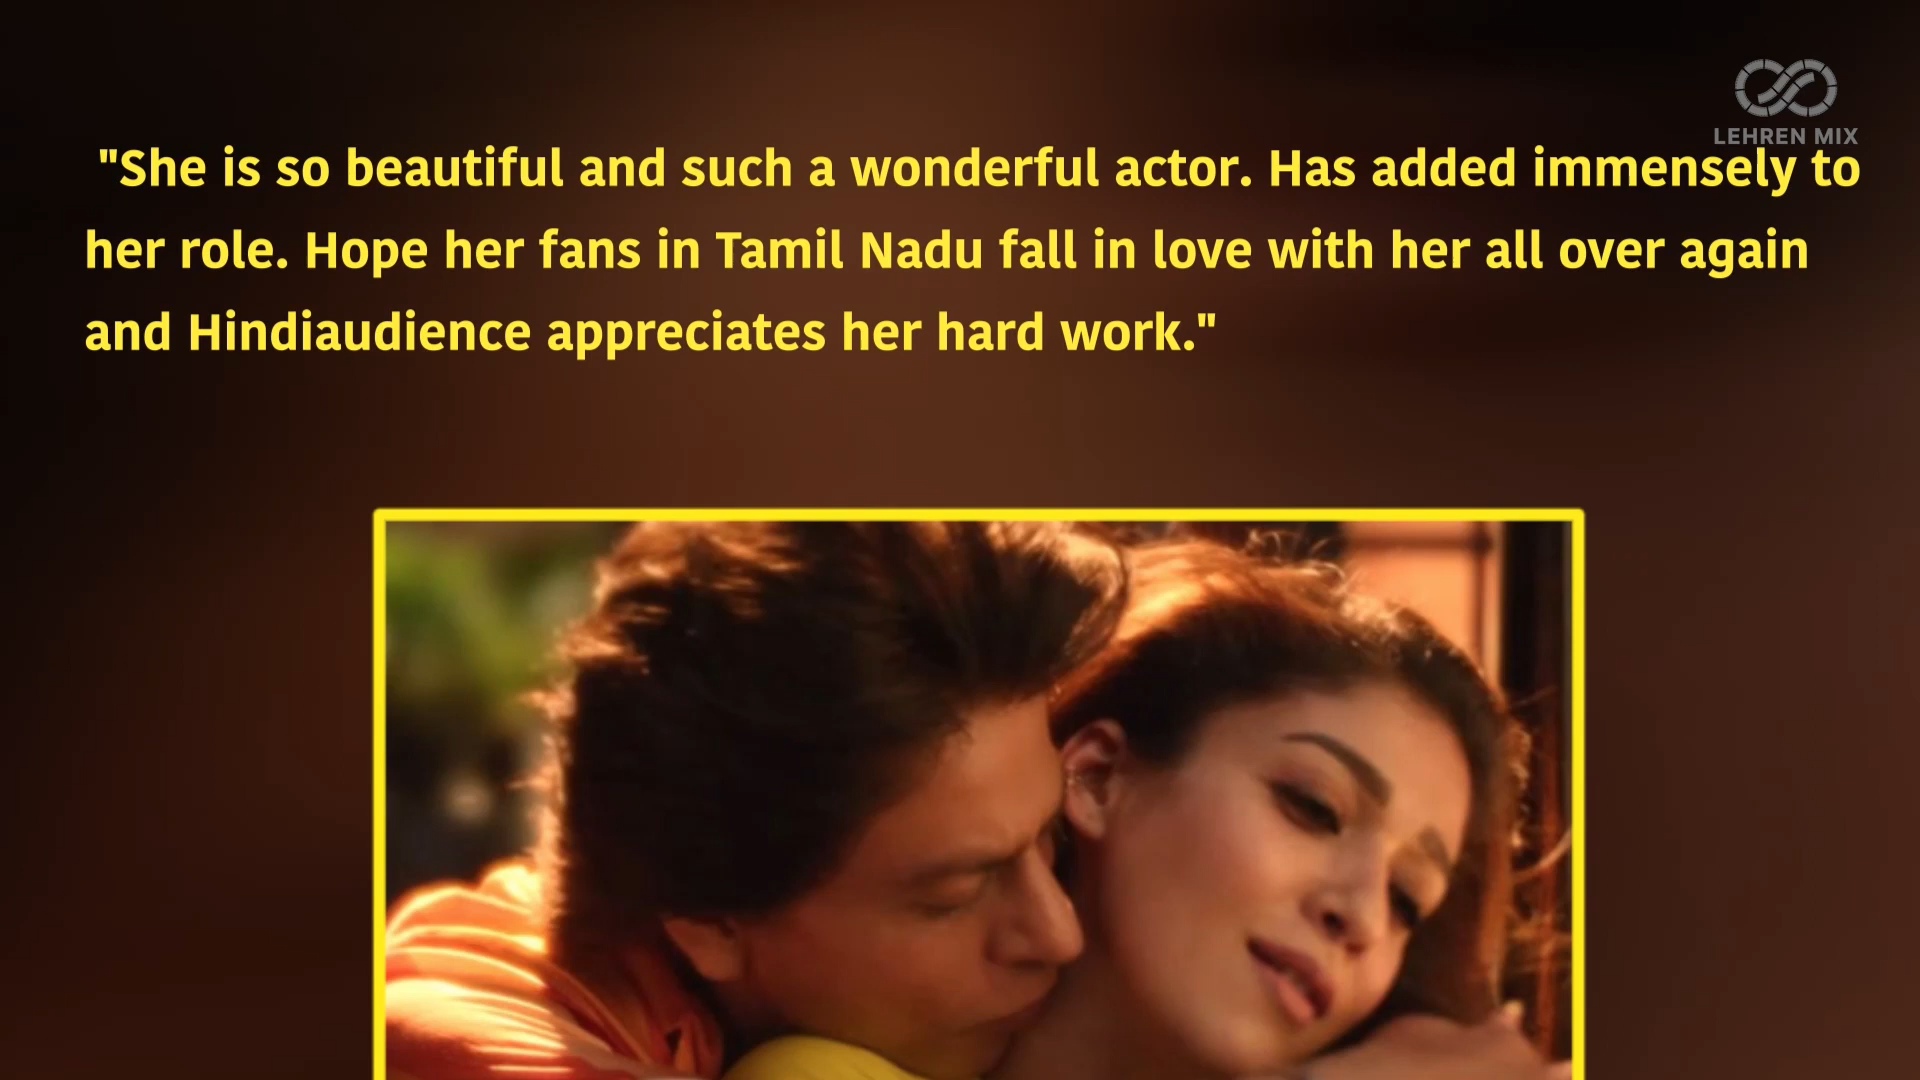 LEHREN MIX
"She is so beautiful and such a wonderful actor. Has added immensely to
her role. Hope her fans in Tamil Nadu fall in love with her all over again
and Hindiaudience appreciates her hard work."